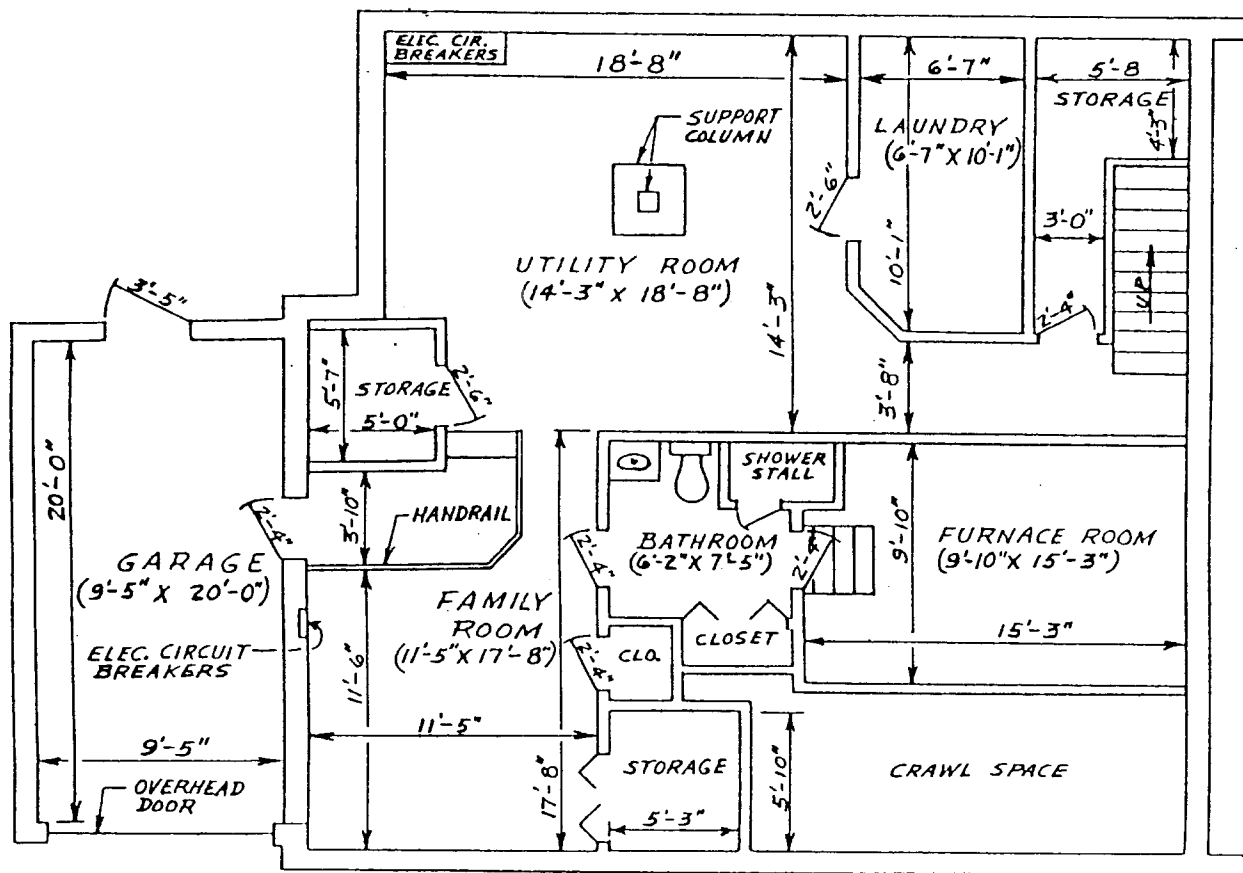 ELEC. CIR.
BREAKERS
18'-8"
6'-7"
5'-8
STORAGE
SUPPORT
COLUMN
LAUNDRY
(6'-7" X 10'-1")
4'-3"
2'-6"
3'-0"
10'-1"
UTILITY ROOM
(14'-3" X 18'-8")
UP
3'-5"
14'-3"
2'-4"
3'-8"
5'-7"
STORAGE
2'-6"
5'-0"
20'-0"
SHOWER
STALL
3'-10"
HANDRAIL
2'-4"
9'-10"
GARAGE
(9'-5" X 20'-0")
2'-4"
BATHROOM
(6'-2" X 7'-5")
2'-4"
FURNACE ROOM
(9'-10" X 15'-3")
FAMILY
ROOM
(11'-5" X 17'-8")
ELEC. CIRCUIT
BREAKERS
CLOSET
15'-3"
2'-4"
CLO.
11'-6"
11'-5"
9'-5"
17'-8"
STORAGE
5'-10"
CRAWL SPACE
OVERHEAD
DOOR
5'-3"